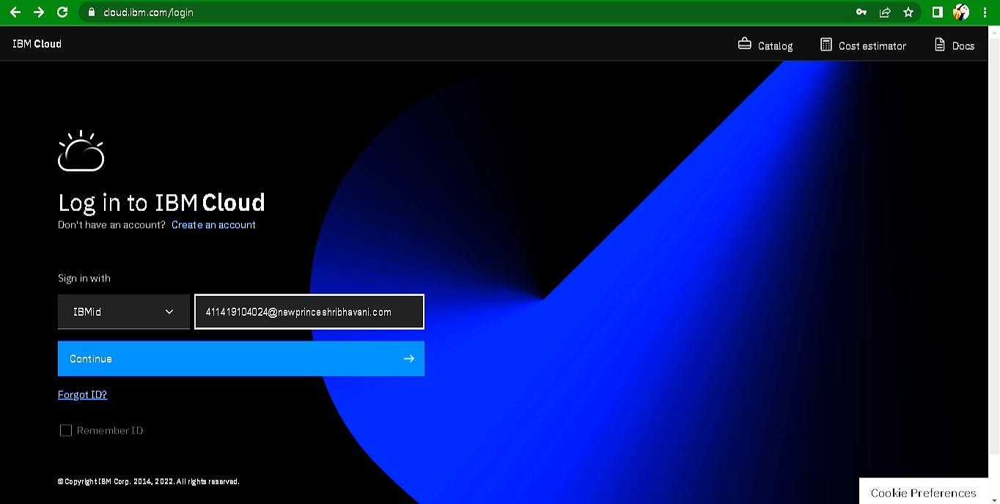 cloud.ibm.com/login
IBM Cloud
Catalog
Cost estimator
Docs
Log in to IBM Cloud
Don't have an account? Create an account
Sign in with
IBMid
411419104024@newprinceshribhavani.com
Continue
Forgot ID?
Remember ID
© Copyright IBM Corp. 2014, 2022. All rights reserved.
Cookie Preferences